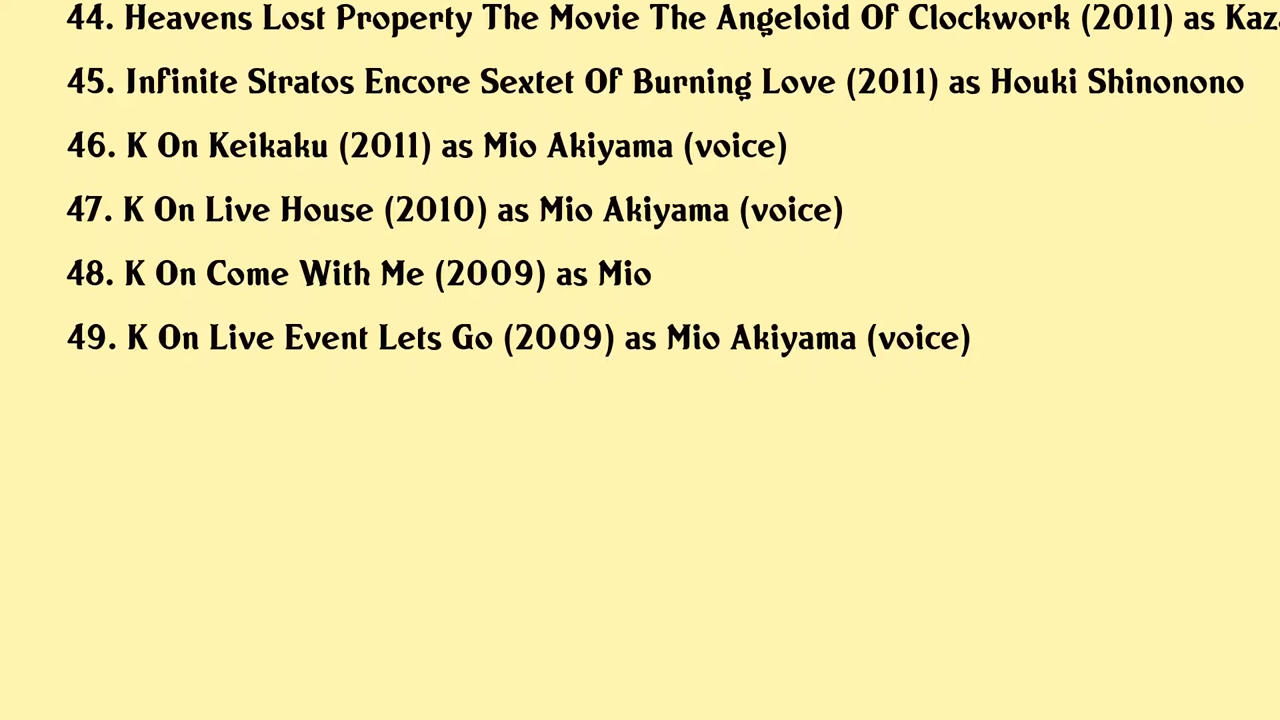 44. Heavens Lost Property The Movie The Angeloid Of Clockwork (2011) as
45. Infinite Stratos Encore Sextet Of Burning Love (2011) as Houki Shinonono
46. K On Keikaku (2011) as Mio Akiyama (voice)
47. K On Live House (2010) as Mio Akiyama (voice)
48. K On Come With Me (2009) as Mio
49. K On Live Event Lets Go (2009) as Mio Akiyama (voice)